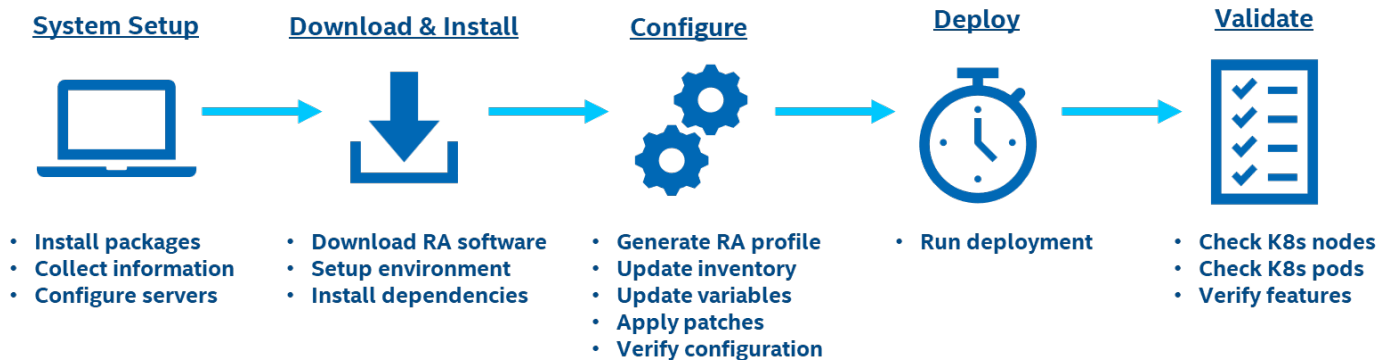 System Setup
Download & Install
Configure
Deploy
Validate
• Install packages
• Collect information
• Configure servers
• Download RA software
• Setup environment
• Install dependencies
• Generate RA profile
• Update inventory
• Update variables
• Apply patches
• Verify configuration
• Run deployment
• Check K8s nodes
• Check K8s pods
• Verify features